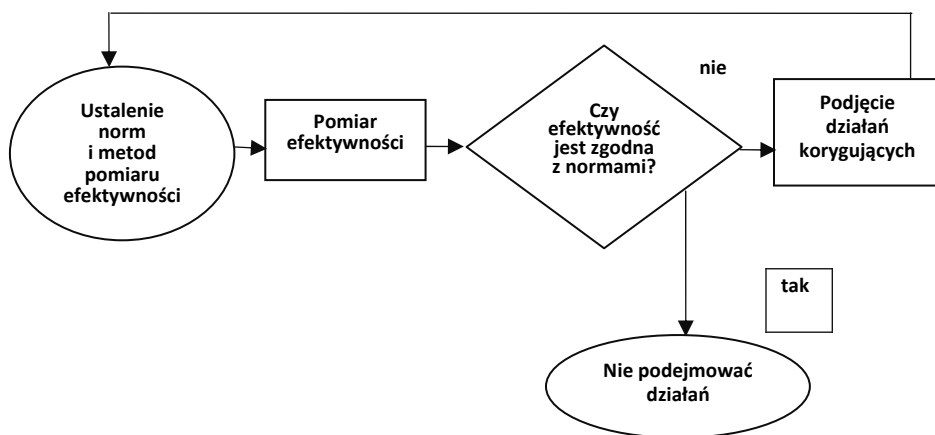 Ustalenie
norm
i metod
pomiaru
efektywności
Pomiar
efektywności
Czy
efektywność
jest zgodna
z normami?
nie
Podjęcie
działań
korygujących
tak
Nie podejmować
działań